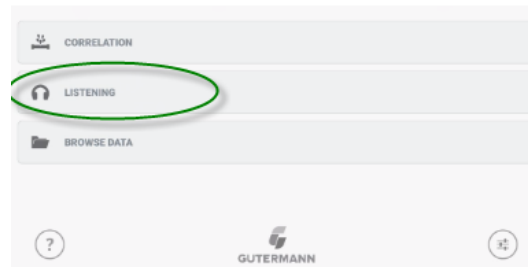 CORRELATION
LISTENING
BROWSE DATA
?
GUTERMANN